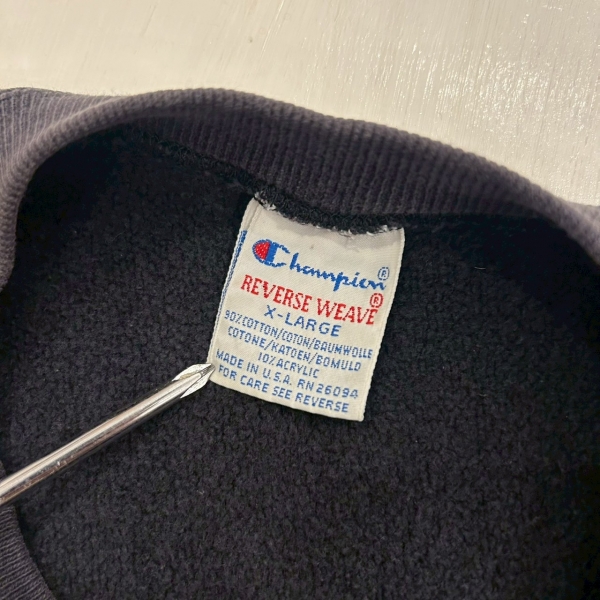 Champion®
REVERSE WEAVE®
X-LARGE
90% COTTON/COTON/BAUMWOLLE
COTONE/KATOEN/BOMULD
10% ACRYLIC
MADE IN U.S.A. RN 26094
FOR CARE SEE REVERSE